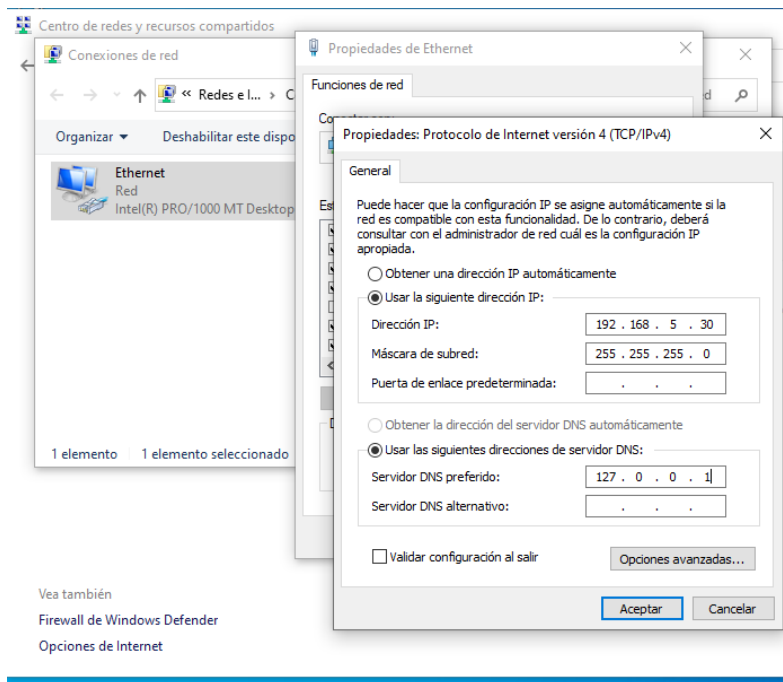 Centro de redes y recursos compartidos
Conexiones de red
Propiedades de Ethernet
« Redes e I... › C
Funciones de red
Organizar
Deshabilitar este dispo
Ethernet
Red
Intel(R) PRO/1000 MT Desktop
Propiedades: Protocolo de Internet versión 4 (TCP/IPv4)
General
Puede hacer que la configuración IP se asigne automáticamente si la
red es compatible con esta funcionalidad. De lo contrario, deberá
consultar con el administrador de red cuál es la configuración IP
apropiada.
Obtener una dirección IP automáticamente
Usar la siguiente dirección IP:
Dirección IP: 192 . 168 . 5 . 30
Máscara de subred: 255 . 255 . 255 . 0
Puerta de enlace predeterminada: . . .
Obtener la dirección del servidor DNS automáticamente
Usar las siguientes direcciones de servidor DNS:
Servidor DNS preferido: 127 . 0 . 0 . 1
Servidor DNS alternativo: . . .
Validar configuración al salir
Opciones avanzadas...
Aceptar
Cancelar
1 elemento
1 elemento seleccionado
Vea también
Firewall de Windows Defender
Opciones de Internet